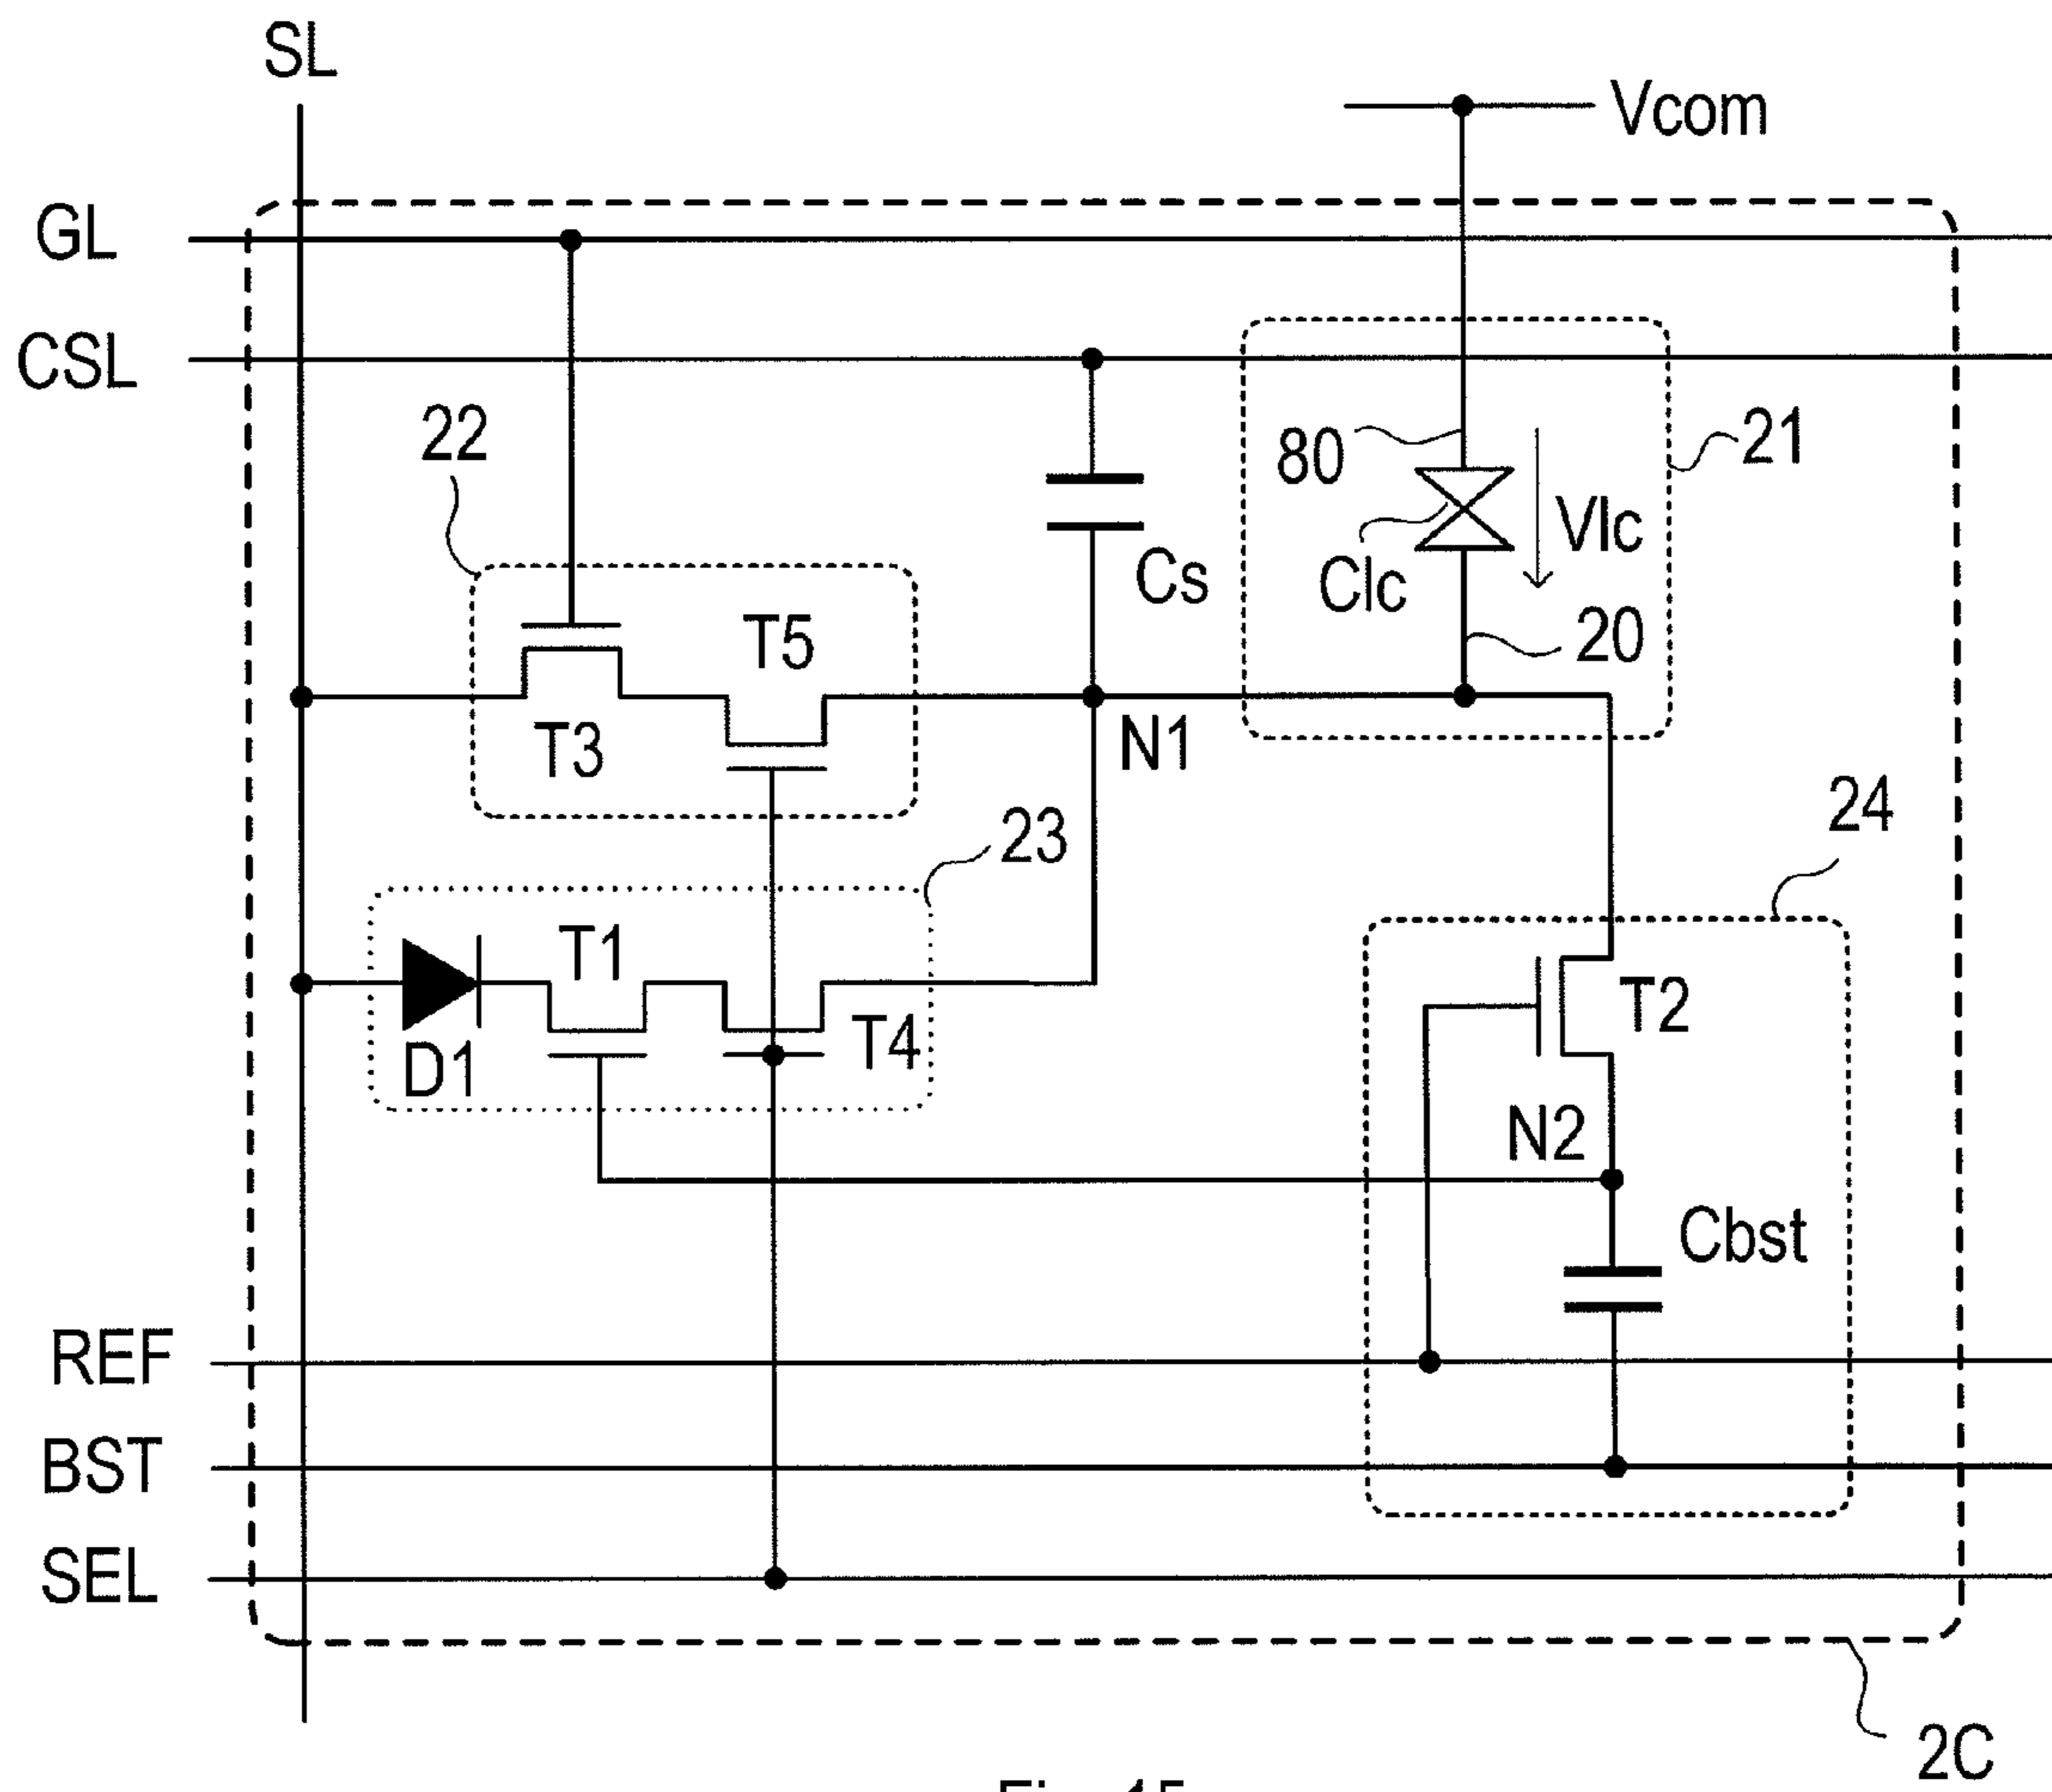 SL
Vcom
GL
CSL
22
80
21
Vlc
Cs
Clc
20
T5
T3
N1
24
23
T1
T2
D1
T4
N2
Cbst
REF
BST
SEL
2C